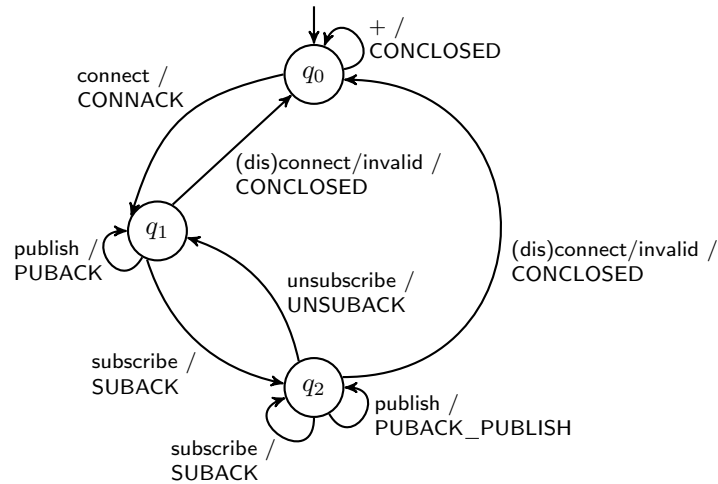 + /
CONCLOSED
q0
connect /
CONNACK
(dis)connect/invalid /
CONCLOSED
q1
publish /
PUBACK
(dis)connect/invalid /
CONCLOSED
unsubscribe /
UNSUBACK
subscribe /
SUBACK
q2
publish /
PUBACK_PUBLISH
subscribe /
SUBACK